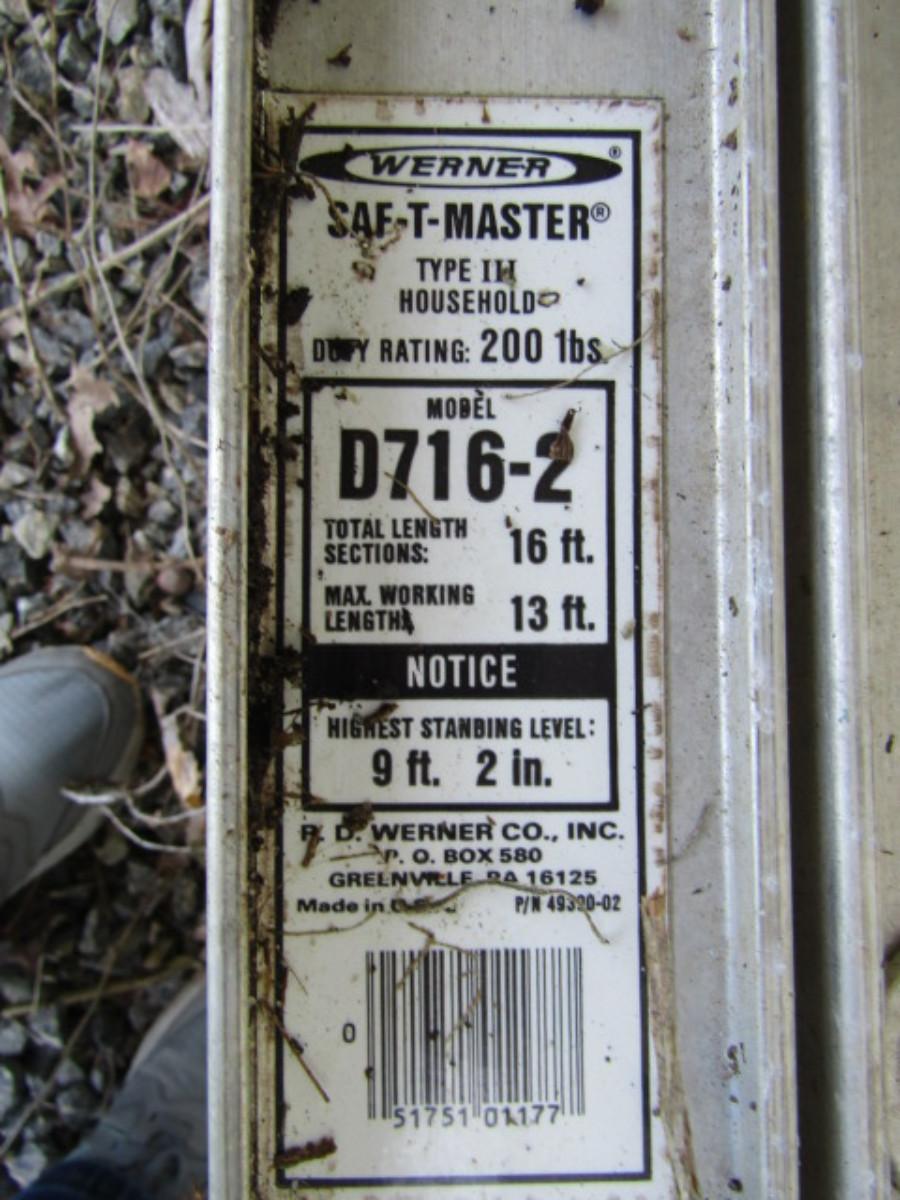 WERNER®
SAF-T-MASTER®
TYPE III
HOUSEHOLD
DUTY RATING: 200 lbs.
MODEL
D716-2
TOTAL LENGTH
SECTIONS: 16 ft.
MAX. WORKING
LENGTH: 13 ft.
NOTICE
HIGHEST STANDING LEVEL:
9 ft. 2 in.
R. D. WERNER CO., INC.
P. O. BOX 580
GREENVILLE, PA 16125
Made in U.S.A. P/N
0
51751 01177